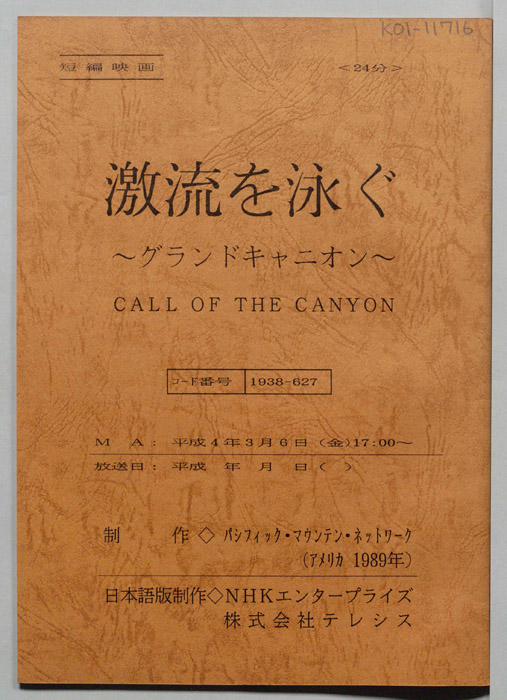 K01-11716
短編映画 <24分>
激流を泳ぐ
～グランドキャニオン～
CALL OF THE CANYON
コード番号 1938-627
MA: 平成4年3月6日(金)17:00～
放送日: 平成 年 月 日( )
制 作◇ パシフィック・マウンテン・ネットワーク
(アメリカ 1989年)
日本語版制作◇NHKエンタープライズ
株式会社テレシス